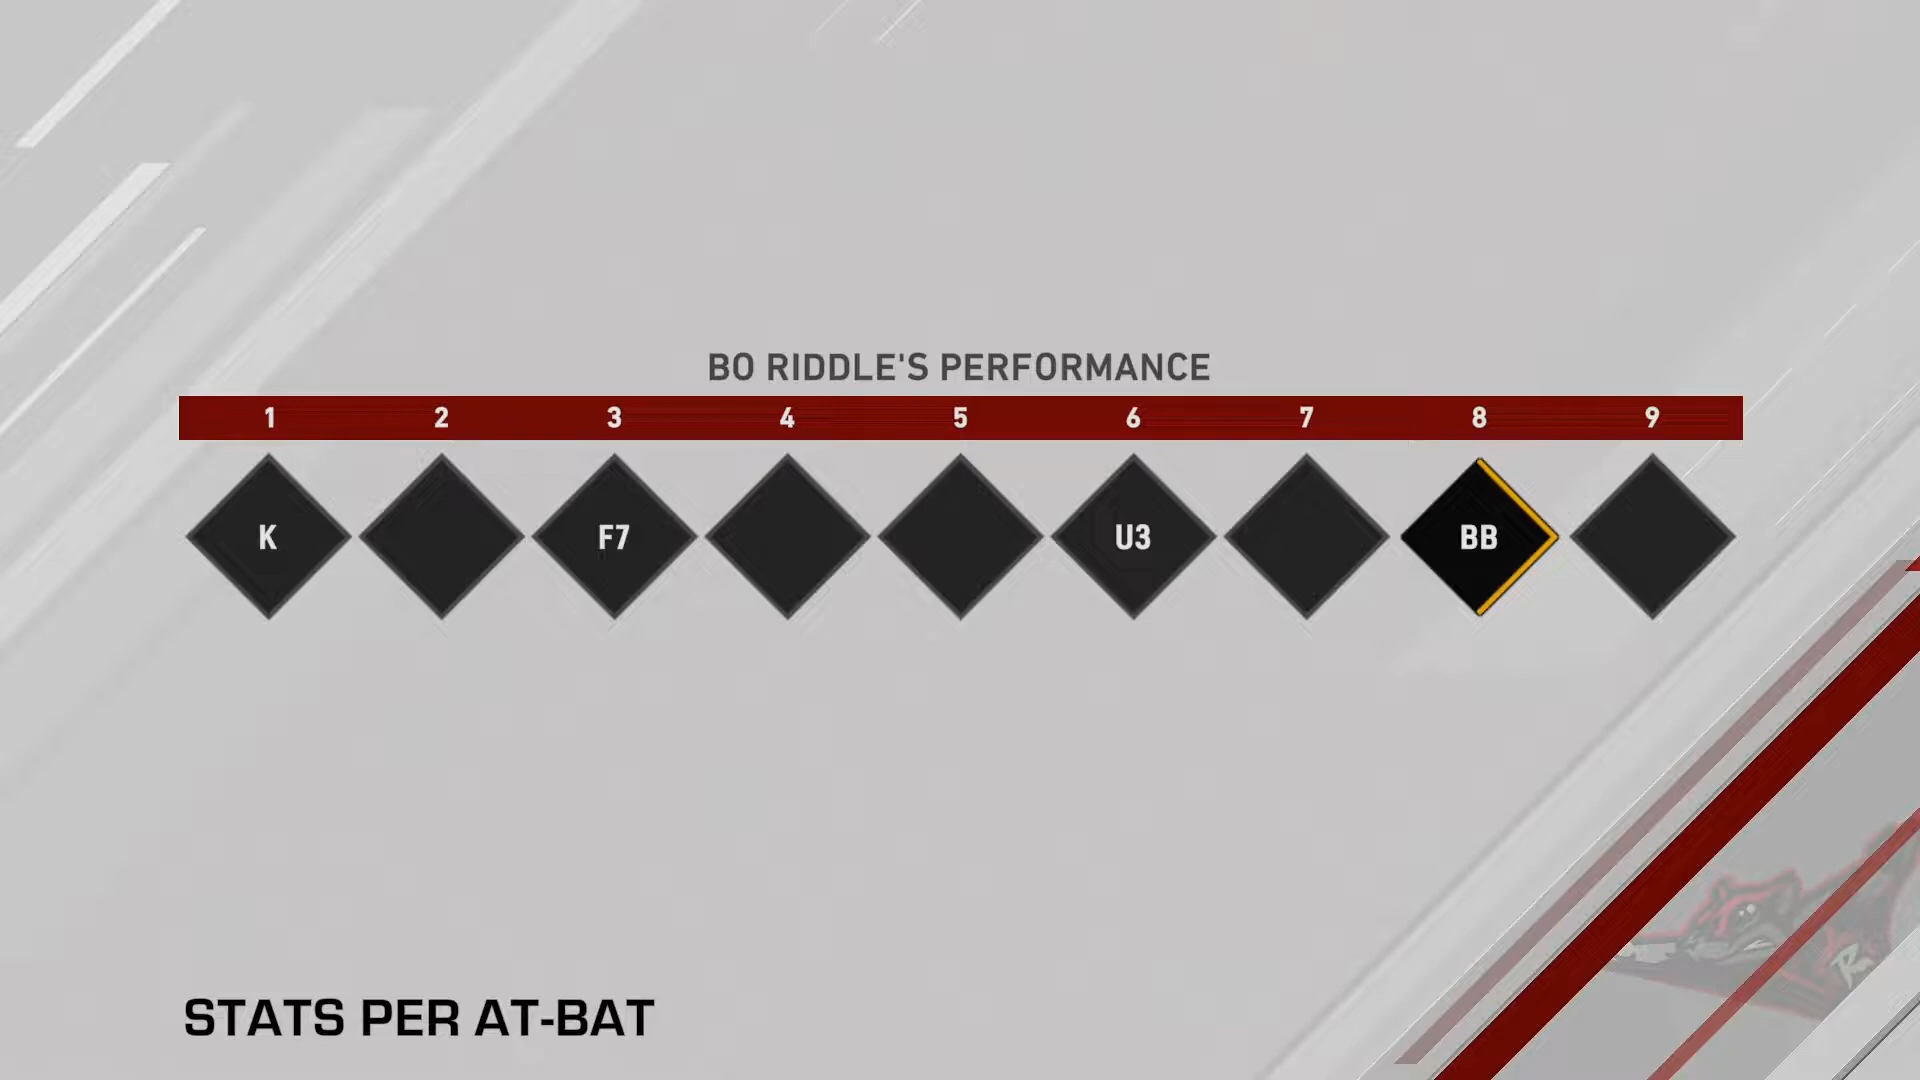 BO RIDDLE'S PERFORMANCE
1 2 3 4 5 6 7 8 9
K F7 U3 BB
STATS PER AT-BAT
R